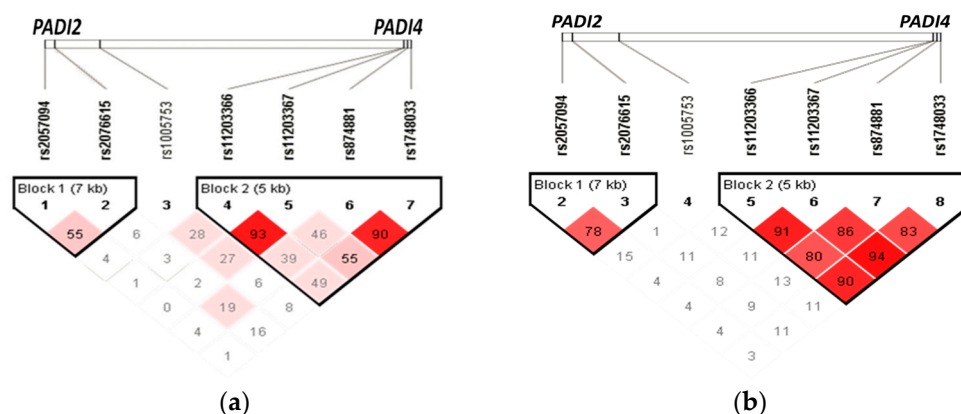 PADI2 PADI4
rs2057094 rs2076615 rs1005753 rs11203366 rs11203367 rs874881 rs1748033
Block 1 (7 kb) Block 2 (5 kb)
1 2 3 4 5 6 7
55 6 28 93 46 90
4 3 27 39 55
1 2 6 49
0 19 8
4 16
1
(a)
PADI2 PADI4
rs2057094 rs2076615 rs1005753 rs11203366 rs11203367 rs874881 rs1748033
Block 1 (7 kb) Block 2 (5 kb)
2 3 4 5 6 7 8
78 1 12 91 86 83
15 11 11 80 94
4 8 13 90
4 9 11
4 11
3
(b)